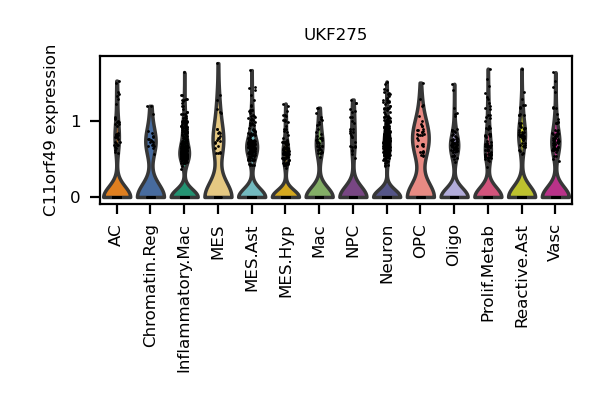 UKF275
C11orf49 expression
1
0
AC
Chromatin.Reg
Inflammatory.Mac
MES
MES.Ast
MES.Hyp
Mac
NPC
Neuron
OPC
Oligo
Prolif.Metab
Reactive.Ast
Vasc